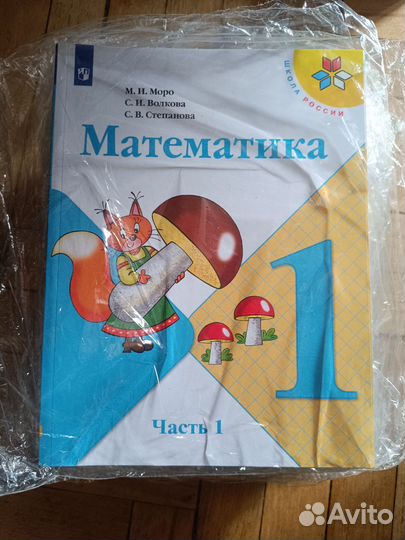 М. И. Моро
С. И. Волкова
С. В. Степанова
ШКОЛА РОССИИ
Математика
1
Часть 1
Avito